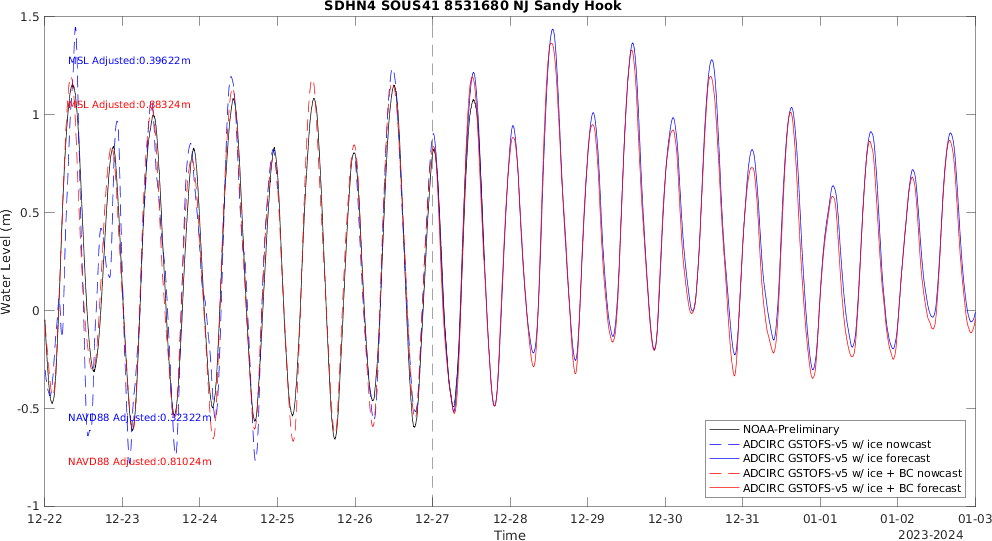 SDHN4 SOUS41 8531680 NJ Sandy Hook
1.5
1
0.5
0
-0.5
-1
Water Level (m)
MSL Adjusted:0.39622m
MSL Adjusted:0.88324m
NAVD88 Adjusted:0.32322m
NAVD88 Adjusted:0.81024m
NOAA-Preliminary
ADCIRC GSTOFS-v5 w/ ice nowcast
ADCIRC GSTOFS-v5 w/ ice forecast
ADCIRC GSTOFS-v5 w/ ice + BC nowcast
ADCIRC GSTOFS-v5 w/ ice + BC forecast
12-22 12-23 12-24 12-25 12-26 12-27 12-28 12-29 12-30 12-31 01-01 01-02 01-03
Time
2023-2024